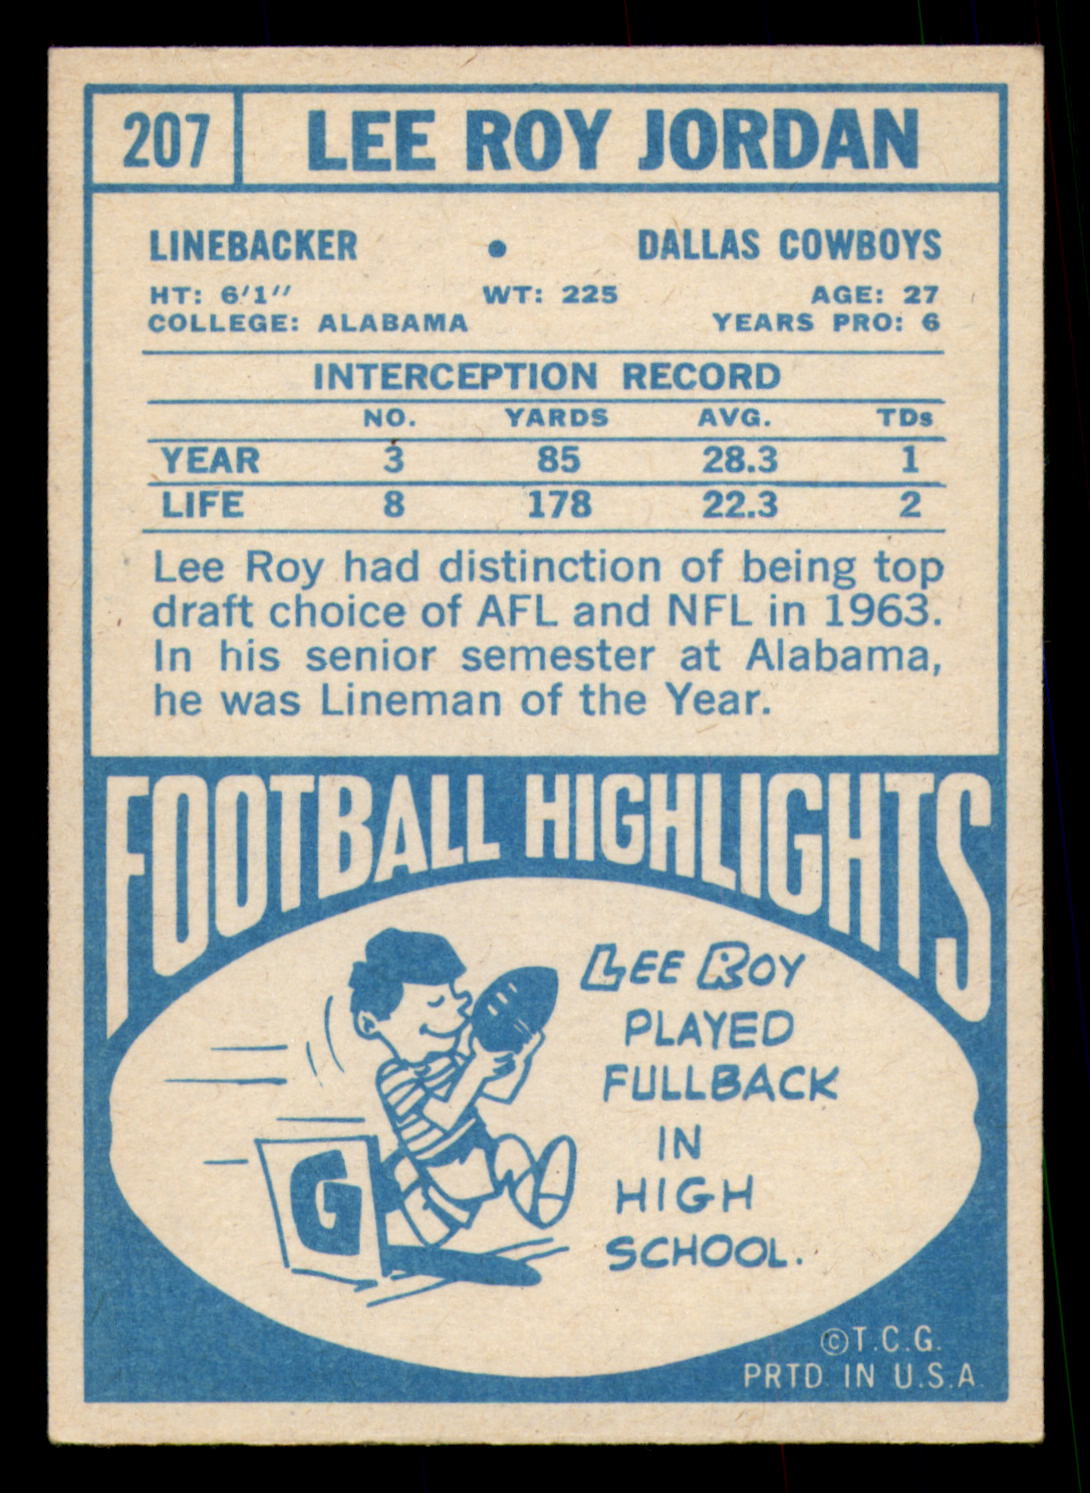 207 LEE ROY JORDAN
LINEBACKER • DALLAS COWBOYS
HT: 6'1" WT: 225 AGE: 27
COLLEGE: ALABAMA YEARS PRO: 6
INTERCEPTION RECORD
NO. YARDS AVG. TDs
YEAR 3 85 28.3 1
LIFE 8 178 22.3 2
Lee Roy had distinction of being top
draft choice of AFL and NFL in 1963.
In his senior semester at Alabama,
he was Lineman of the Year.
FOOTBALL HIGHLIGHTS
LEE ROY
PLAYED
FULLBACK
IN
HIGH
SCHOOL.
G
©T.C.G.
PRTD. IN U.S.A.